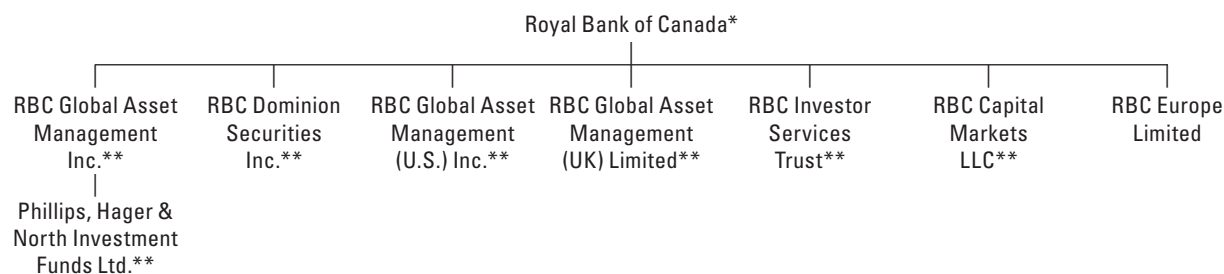 Royal Bank of Canada*
RBC Global Asset
Management
Inc.**
RBC Dominion
Securities
Inc.**
RBC Global Asset
Management
(U.S.) Inc.**
RBC Global Asset
Management
(UK) Limited**
RBC Investor
Services
Trust**
RBC Capital
Markets
LLC**
RBC Europe
Limited
Phillips, Hager &
North Investment
Funds Ltd.**